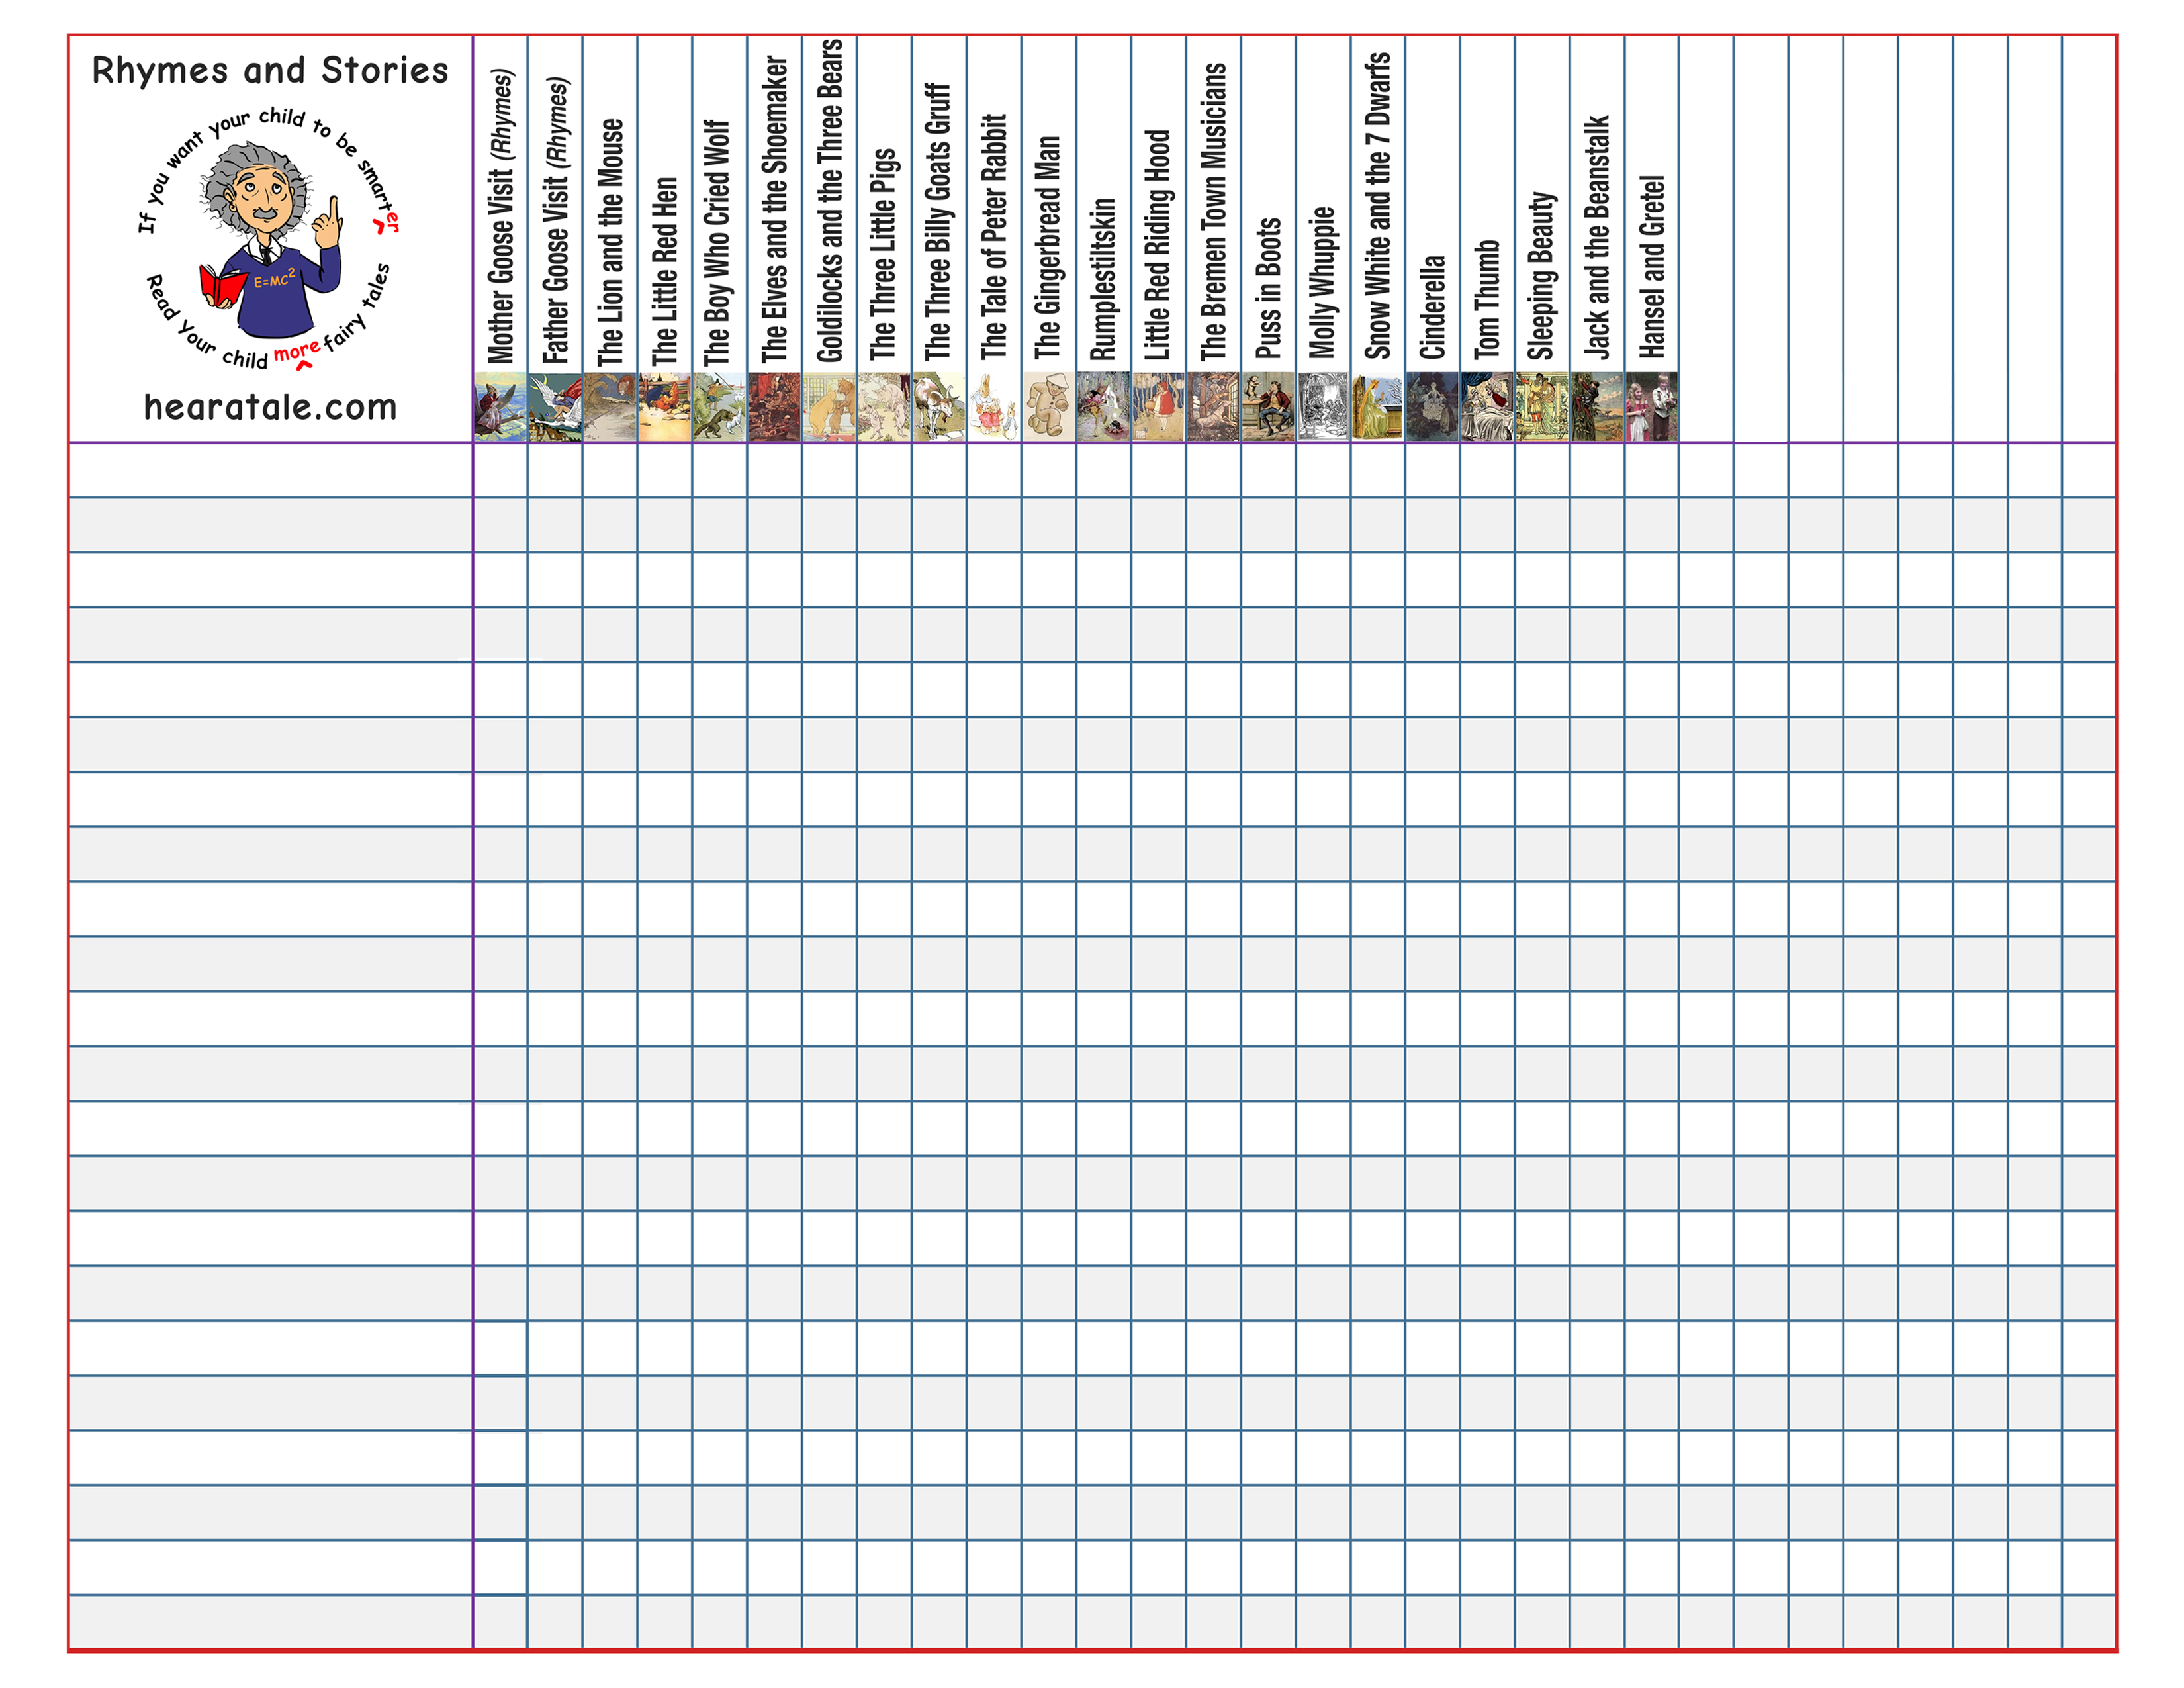 Rhymes and Stories
If you want your child to be smarter
E=MC²
Read your child more fairy tales
hearatale.com
Mother Goose Visit (Rhymes)
Father Goose Visit (Rhymes)
The Lion and the Mouse
The Little Red Hen
The Boy Who Cried Wolf
The Elves and the Shoemaker
Goldilocks and the Three Bears
The Three Little Pigs
The Three Billy Goats Gruff
The Tale of Peter Rabbit
The Gingerbread Man
Rumplestiltskin
Little Red Riding Hood
The Bremen Town Musicians
Puss in Boots
Molly Whuppie
Snow White and the 7 Dwarfs
Cinderella
Tom Thumb
Sleeping Beauty
Jack and the Beanstalk
Hansel and Gretel